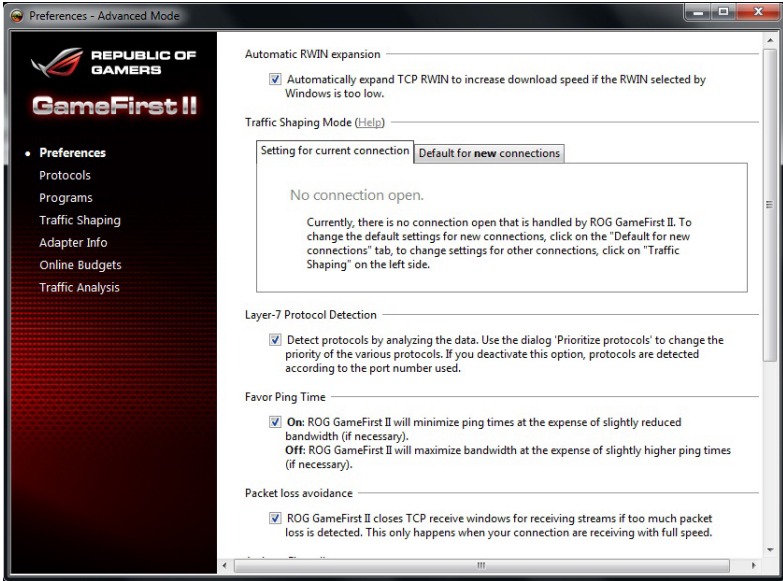 Preferences - Advanced Mode
REPUBLIC OF
GAMERS
GameFirst II
• Preferences
Protocols
Programs
Traffic Shaping
Adapter Info
Online Budgets
Traffic Analysis
Automatic RWIN expansion
Automatically expand TCP RWIN to increase download speed if the RWIN selected by
Windows is too low.
Traffic Shaping Mode (Help)
Setting for current connection
Default for new connections
No connection open.
Currently, there is no connection open that is handled by ROG GameFirst II. To
change the default settings for new connections, click on the "Default for new
connections" tab, to change settings for other connections, click on "Traffic
Shaping" on the left side.
Layer-7 Protocol Detection
Detect protocols by analyzing the data. Use the dialog 'Prioritize protocols' to change the
priority of the various protocols. If you deactivate this option, protocols are detected
according to the port number used.
Favor Ping Time
On: ROG GameFirst II will minimize ping times at the expense of slightly reduced
bandwidth (if necessary).
Off: ROG GameFirst II will maximize bandwidth at the expense of slightly higher ping times
(if necessary).
Packet loss avoidance
ROG GameFirst II closes TCP receive windows for receiving streams if too much packet
loss is detected. This only happens when your connection are receiving with full speed.